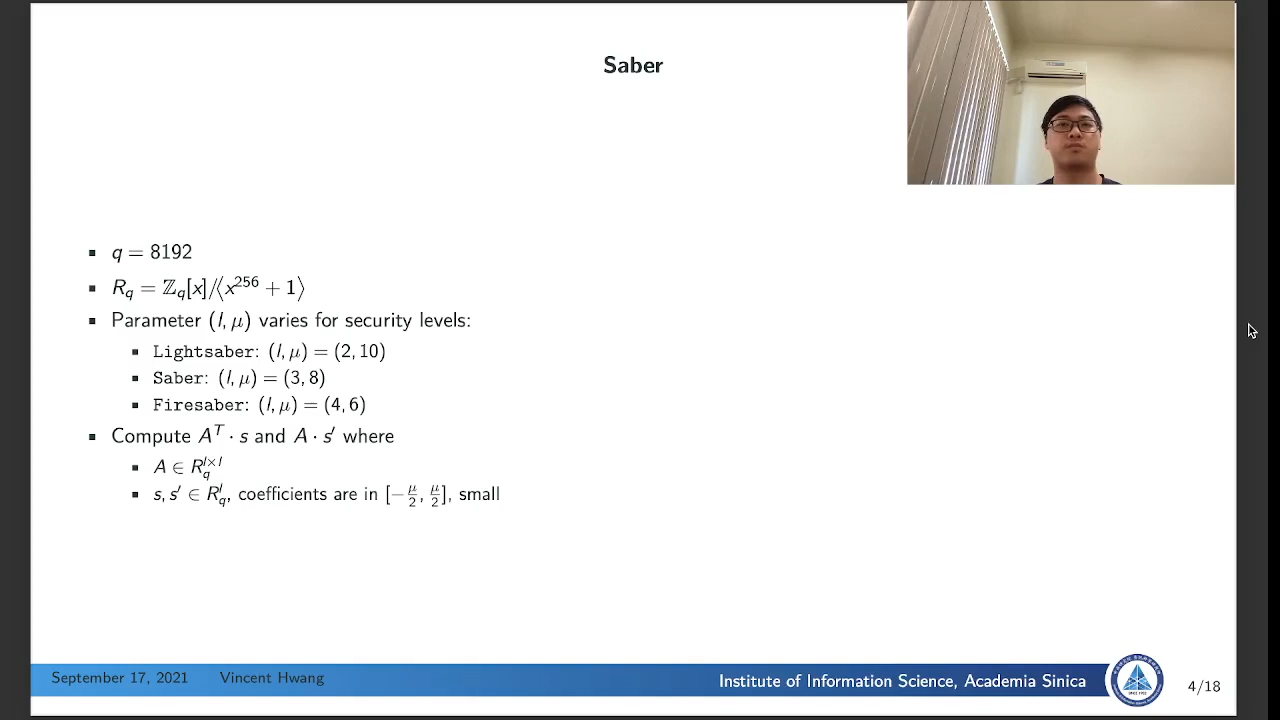 Saber
q = 8192
R_q = ℤ_q[x]/⟨x^256 + 1⟩
Parameter (l, μ) varies for security levels:
Lightsaber: (l, μ) = (2, 10)
Saber: (l, μ) = (3, 8)
Firesaber: (l, μ) = (4, 6)
Compute A^T · s and A · s′ where
A ∈ R_q^{l×l}
s, s′ ∈ R_q^l, coefficients are in [−μ/2, μ/2], small
September 17, 2021 Vincent Hwang
Institute of Information Science, Academia Sinica
4/18